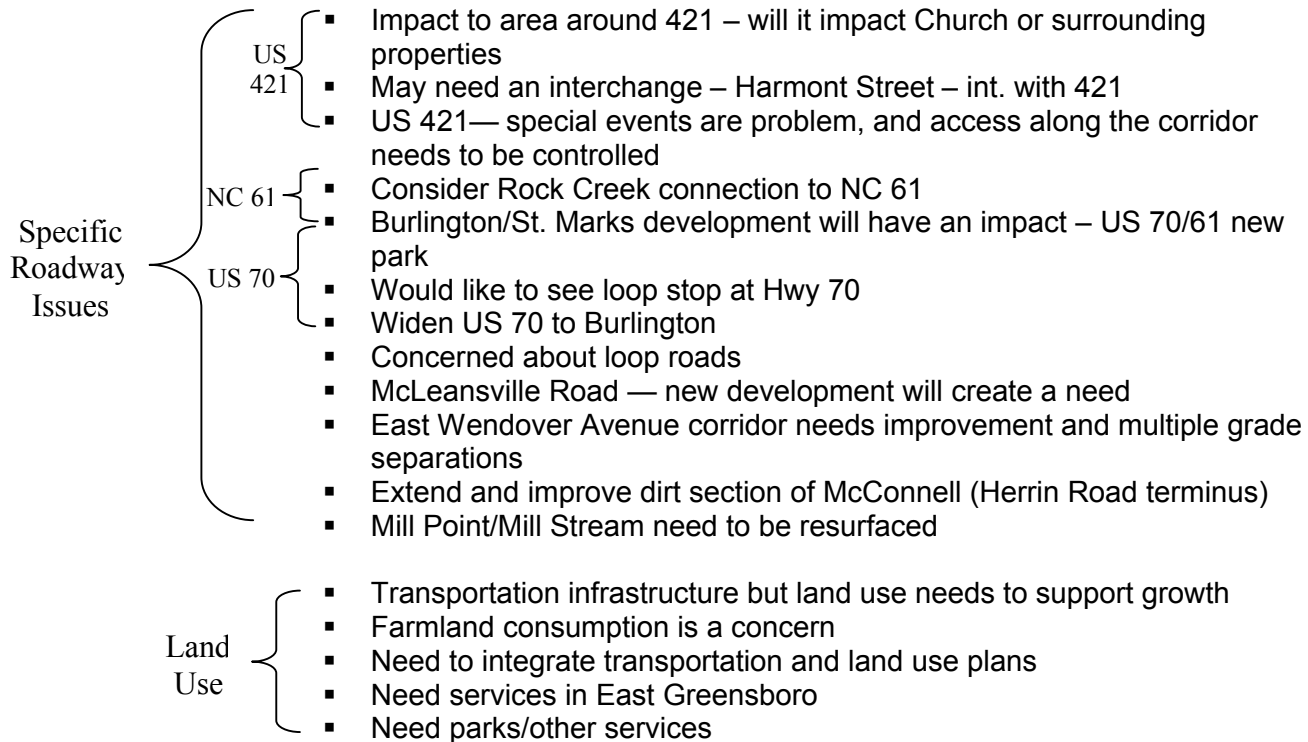 Specific
Roadway
Issues
US
421
▪ Impact to area around 421 – will it impact Church or surrounding
properties
▪ May need an interchange – Harmont Street – int. with 421
▪ US 421— special events are problem, and access along the corridor
needs to be controlled
NC 61
▪ Consider Rock Creek connection to NC 61
▪ Burlington/St. Marks development will have an impact – US 70/61 new
park
US 70
▪ Would like to see loop stop at Hwy 70
▪ Widen US 70 to Burlington
▪ Concerned about loop roads
▪ McLeansville Road — new development will create a need
▪ East Wendover Avenue corridor needs improvement and multiple grade
separations
▪ Extend and improve dirt section of McConnell (Herrin Road terminus)
▪ Mill Point/Mill Stream need to be resurfaced
Land
Use
▪ Transportation infrastructure but land use needs to support growth
▪ Farmland consumption is a concern
▪ Need to integrate transportation and land use plans
▪ Need services in East Greensboro
▪ Need parks/other services